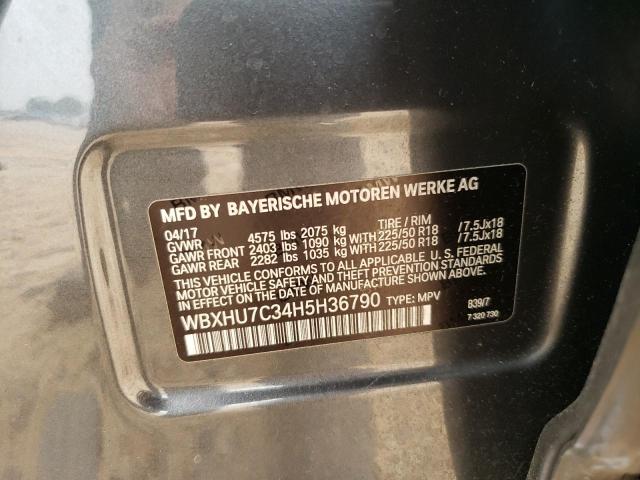 MFD BY BAYERISCHE MOTOREN WERKE AG
04/17 TIRE / RIM
GVWR 4575 lbs 2075 kg
GAWR FRONT 2403 lbs 1090 kg WITH 225/50 R18 /7.5Jx18
GAWR REAR 2282 lbs 1035 kg WITH 225/50 R18 /7.5Jx18
THIS VEHICLE CONFORMS TO ALL APPLICABLE U. S. FEDERAL
MOTOR VEHICLE SAFETY, BUMPER, AND THEFT PREVENTION STANDARDS
IN EFFECT ON THE DATE OF MANUFACTURE SHOWN ABOVE.
WBXHU7C34H5H36790 TYPE: MPV 839/7
7 320 730